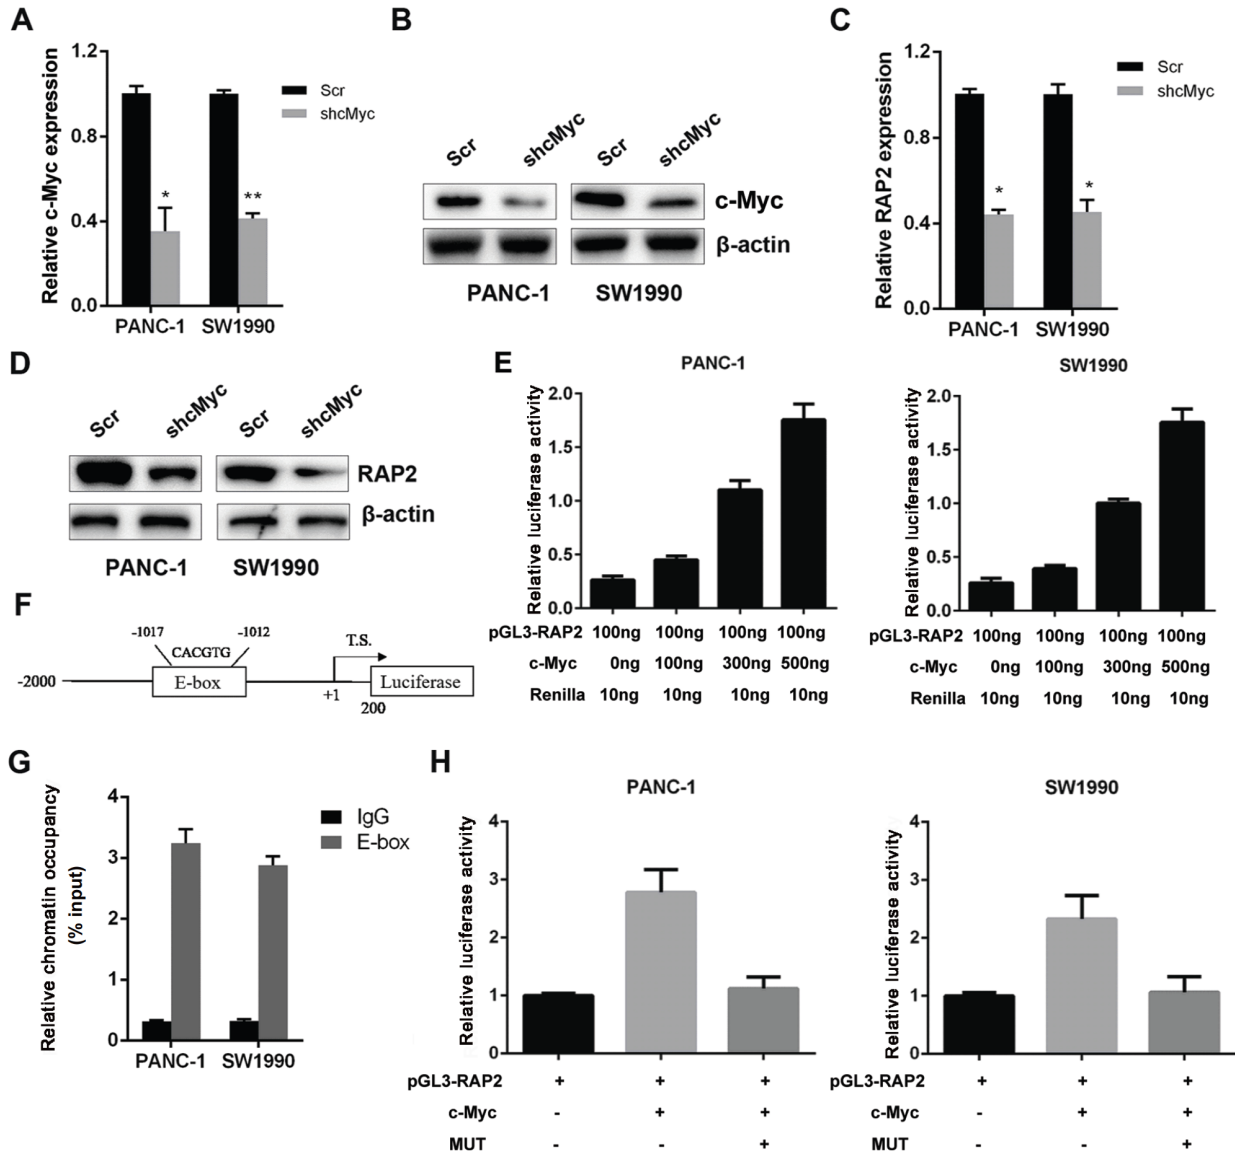 A
Relative c-Myc expression
1.2
0.8
0.4
0.0
* **
PANC-1 SW1990
Scr
shcMyc
B
Scr shcMyc Scr shcMyc
c-Myc
β-actin
PANC-1 SW1990
C
Relative RAP2 expression
1.2
0.8
0.4
0.0
* *
PANC-1 SW1990
Scr
shcMyc
D
Scr shcMyc Scr shcMyc
RAP2
β-actin
PANC-1 SW1990
E
PANC-1
Relative luciferase activity
2.0
1.5
1.0
0.5
0.0
pGL3-RAP2 100ng 100ng 100ng 100ng
c-Myc 0ng 100ng 300ng 500ng
Renilla 10ng 10ng 10ng 10ng
SW1990
Relative luciferase activity
2.0
1.5
1.0
0.5
0.0
pGL3-RAP2 100ng 100ng 100ng 100ng
c-Myc 0ng 100ng 300ng 500ng
Renilla 10ng 10ng 10ng 10ng
F
-1017 -1012
CACGTG
T.S.
-2000 E-box Luciferase
+1
200
G
Relative chromatin occupancy
(% input)
4
3
2
1
0
PANC-1 SW1990
IgG
E-box
H
PANC-1
Relative luciferase activity
4
3
2
1
0
pGL3-RAP2 + + +
c-Myc - + +
MUT - - +
SW1990
Relative luciferase activity
4
3
2
1
0
pGL3-RAP2 + + +
c-Myc - + +
MUT - - +